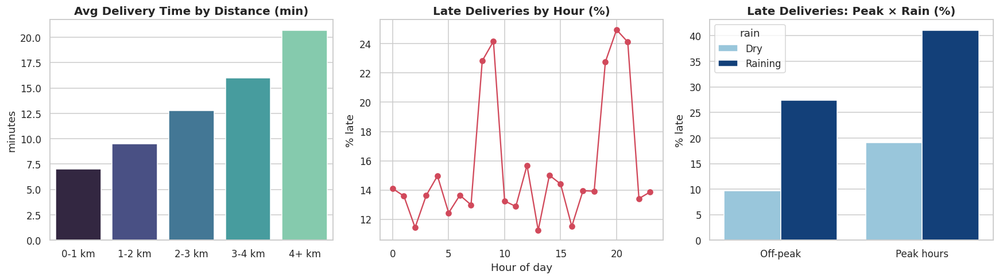 Avg Delivery Time by Distance (min)
minutes
20.0
17.5
15.0
12.5
10.0
7.5
5.0
2.5
0.0
0-1 km
1-2 km
2-3 km
3-4 km
4+ km
Late Deliveries by Hour (%)
% late
24
22
20
18
16
14
12
0
5
10
15
20
Hour of day
Late Deliveries: Peak × Rain (%)
rain
Dry
Raining
% late
40
35
30
25
20
15
10
5
0
Off-peak
Peak hours